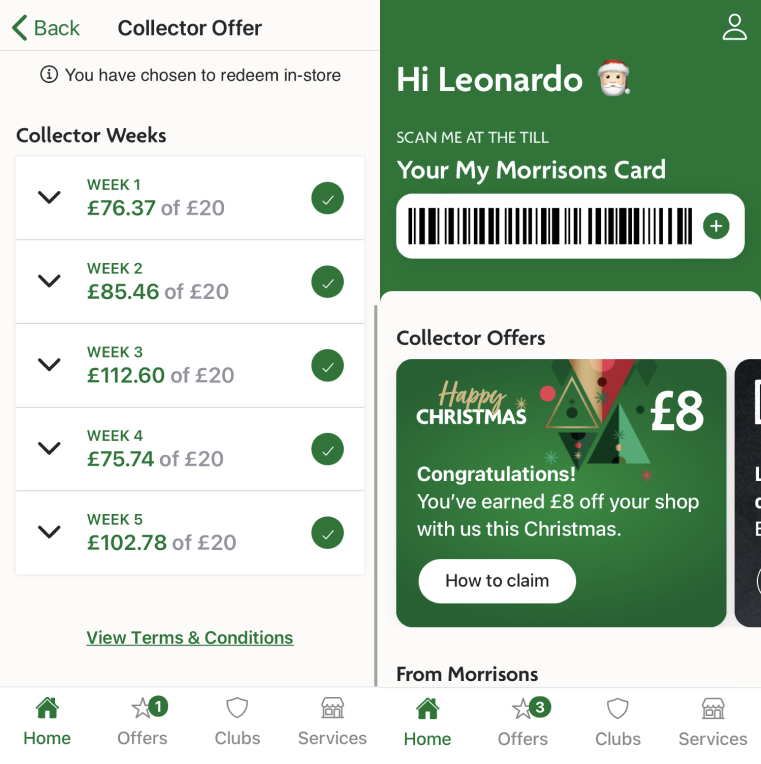 Back
Collector Offer
You have chosen to redeem in-store
Collector Weeks
WEEK 1
£76.37 of £20
WEEK 2
£85.46 of £20
WEEK 3
£112.60 of £20
WEEK 4
£75.74 of £20
WEEK 5
£102.78 of £20
View Terms & Conditions
Home
1
Offers
Clubs
Services
Hi Leonardo
SCAN ME AT THE TILL
Your My Morrisons Card
Collector Offers
Happy
CHRISTMAS
£8
Congratulations!
You’ve earned £8 off your shop
with us this Christmas.
How to claim
From Morrisons
Home
3
Offers
Clubs
Services